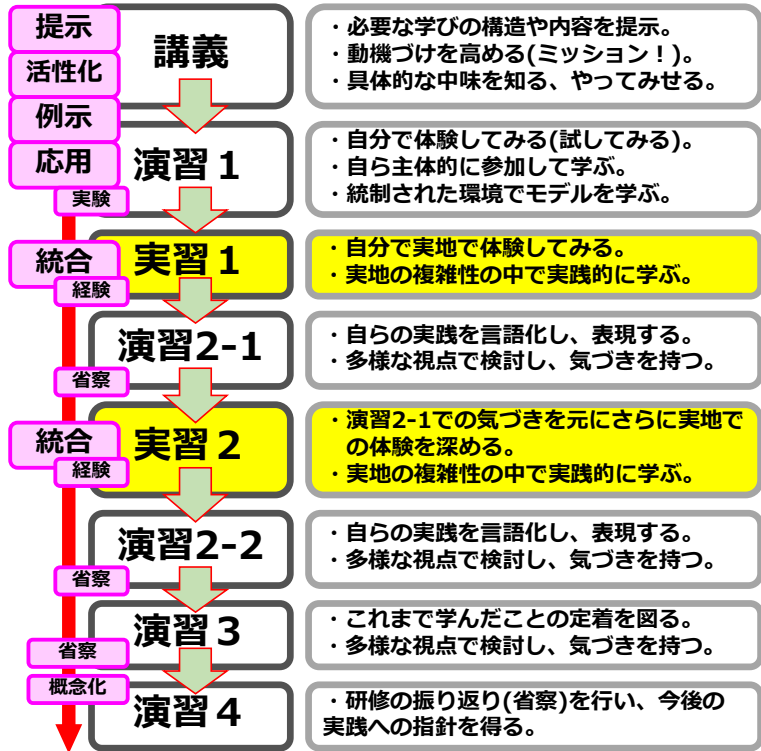 提示
活性化
例示
応用
実験
講義
・必要な学びの構造や内容を提示。
・動機づけを高める(ミッション！)。
・具体的な中味を知る、やってみせる。
演習１
・自分で体験してみる(試してみる)。
・自ら主体的に参加して学ぶ。
・統制された環境でモデルを学ぶ。
統合
経験
実習１
・自分で実地で体験してみる。
・実地の複雑性の中で実践的に学ぶ。
演習2-1
省察
・自らの実践を言語化し、表現する。
・多様な視点で検討し、気づきを持つ。
統合
経験
実習２
・演習2-1での気づきを元にさらに実地で
の体験を深める。
・実地の複雑性の中で実践的に学ぶ。
演習2-2
省察
・自らの実践を言語化し、表現する。
・多様な視点で検討し、気づきを持つ。
演習３
省察
・これまで学んだことの定着を図る。
・多様な視点で検討し、気づきを持つ。
概念化
演習４
・研修の振り返り(省察)を行い、今後の
実践への指針を得る。